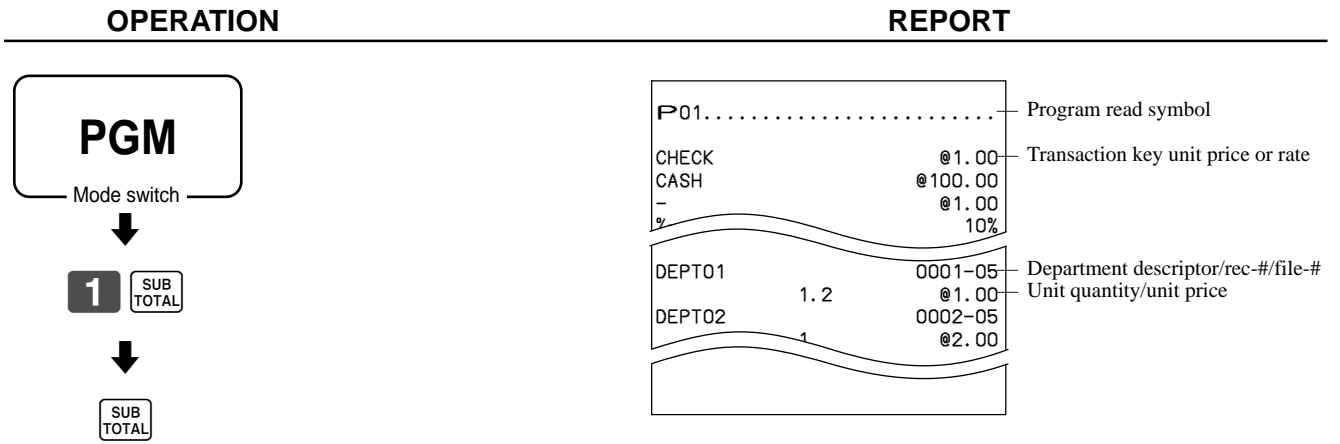 OPERATION
REPORT
PGM
Mode switch
1 SUB TOTAL
SUB TOTAL
P01......................... Program read symbol
CHECK @1.00 Transaction key unit price or rate
CASH @100.00
- @1.00
% 10%
DEPT01 0001-05 Department descriptor/rec-#/file-#
1.2 @1.00 Unit quantity/unit price
DEPT02 0002-05
1 @2.00